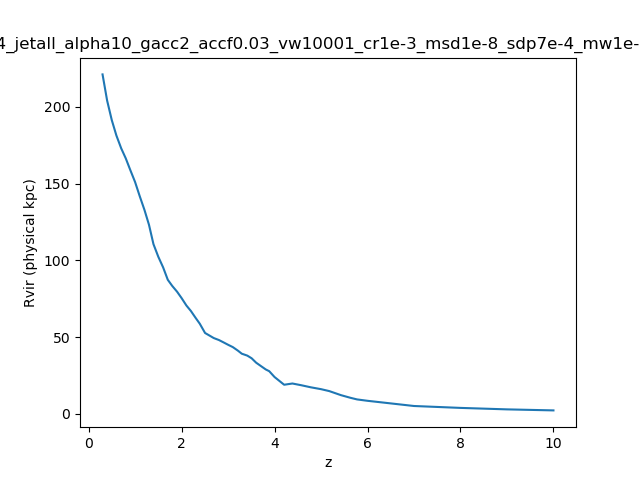 4_jetall_alpha10_gacc2_accf0.03_vw10001_cr1e-3_msd1e-8_sdp7e-4_mw1e-
Rvir (physical kpc)
200
150
100
50
0
0 2 4 6 8 10
z